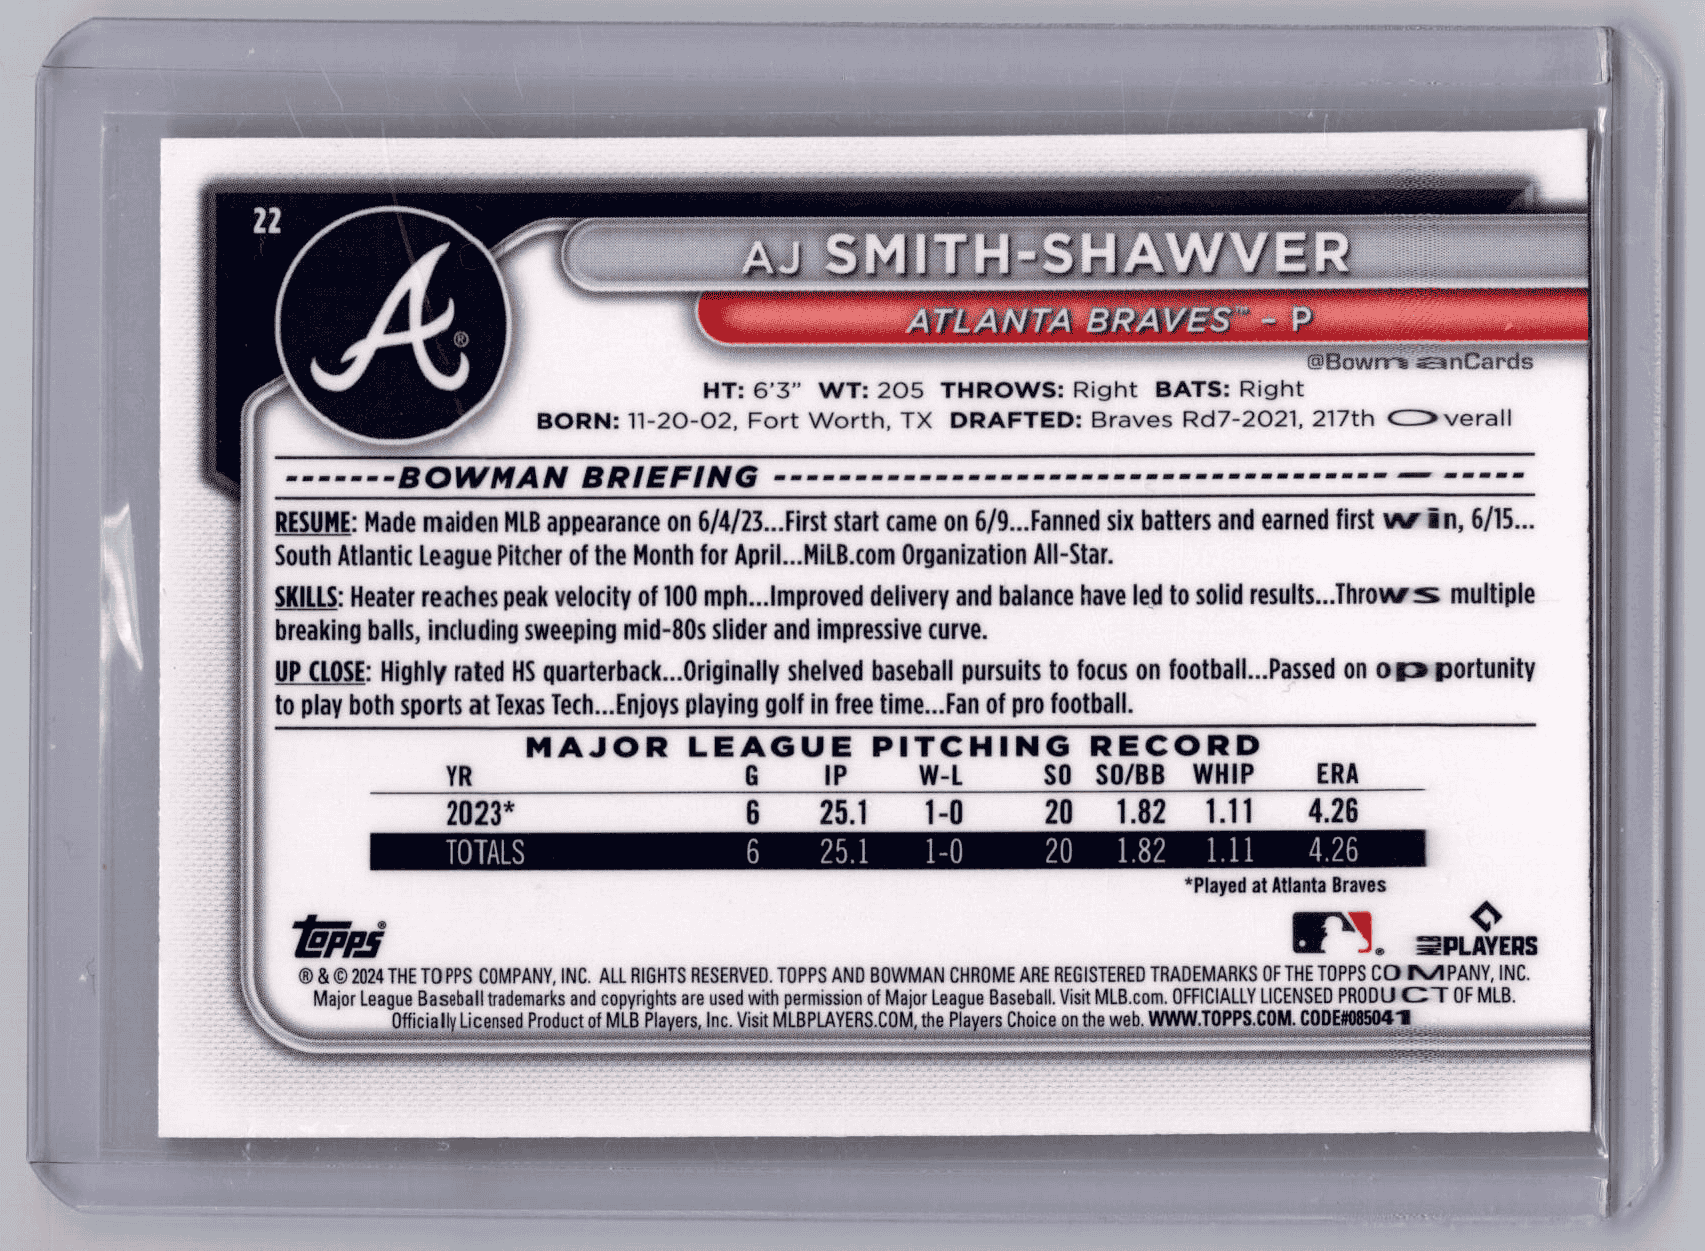 22
AJ SMITH-SHAWVER
ATLANTA BRAVES™ - P
@BowmanCards
HT: 6'3" WT: 205 THROWS: Right BATS: Right
BORN: 11-20-02, Fort Worth, TX DRAFTED: Braves Rd7-2021, 217th Overall
-------BOWMAN BRIEFING -------
RESUME: Made maiden MLB appearance on 6/4/23...First start came on 6/9...Fanned six batters and earned first win, 6/15...
South Atlantic League Pitcher of the Month for April...MiLB.com Organization All-Star.
SKILLS: Heater reaches peak velocity of 100 mph...Improved delivery and balance have led to solid results...Throws multiple
breaking balls, including sweeping mid-80s slider and impressive curve.
UP CLOSE: Highly rated HS quarterback...Originally shelved baseball pursuits to focus on football...Passed on opportunity
to play both sports at Texas Tech...Enjoys playing golf in free time...Fan of pro football.
MAJOR LEAGUE PITCHING RECORD
YR G IP W-L SO SO/BB WHIP ERA
2023* 6 25.1 1-0 20 1.82 1.11 4.26
TOTALS 6 25.1 1-0 20 1.82 1.11 4.26
*Played at Atlanta Braves
Topps®
PLAYERS
® & © 2024 THE TOPPS COMPANY, INC. ALL RIGHTS RESERVED. TOPPS AND BOWMAN CHROME ARE REGISTERED TRADEMARKS OF THE TOPPS COMPANY, INC.
Major League Baseball trademarks and copyrights are used with permission of Major League Baseball. Visit MLB.com. OFFICIALLY LICENSED PRODUCT OF MLB.
Officially Licensed Product of MLB Players, Inc. Visit MLBPLAYERS.COM, the Players Choice on the web. WWW.TOPPS.COM. CODE#085041